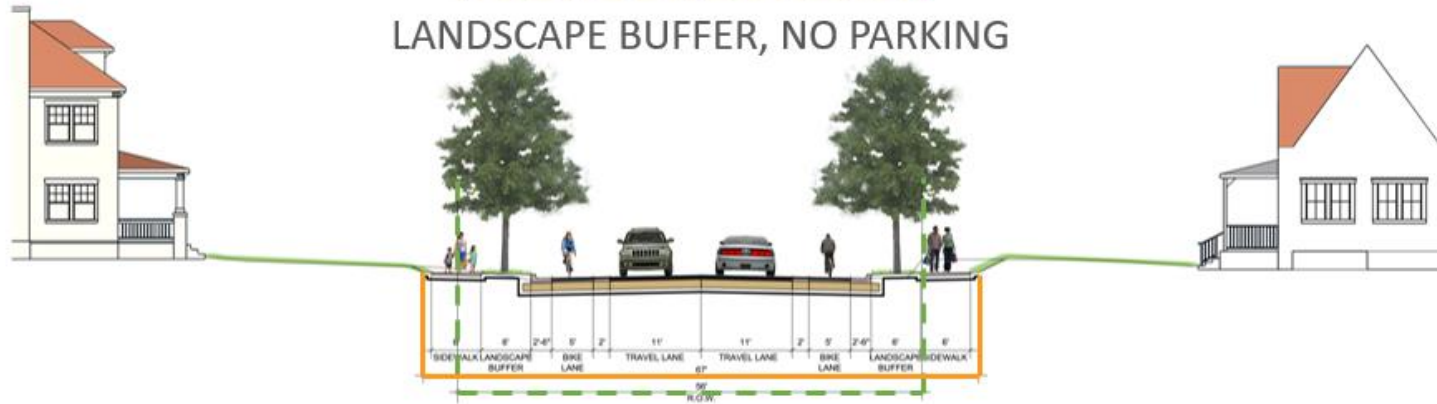 LANDSCAPE BUFFER, NO PARKING
6' 6' 2'-6" 5' 2' 11' 11' 2' 5' 2'-6" 6' 6'
SIDEWALK LANDSCAPE BIKE TRAVEL LANE TRAVEL LANE BIKE LANDSCAPE SIDEWALK
BUFFER LANE LANE BUFFER
67'
56'
R.O.W.